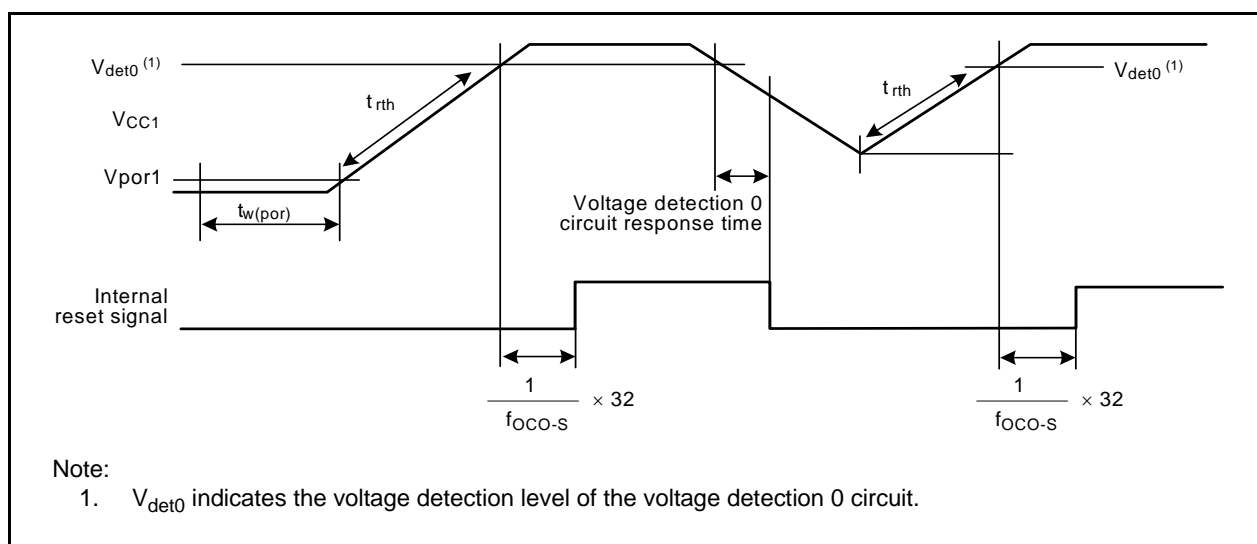 Vdet0 (1)
VCC1
Vpor1
trth
tw(por)
Voltage detection 0
circuit response time
trth
Vdet0 (1)
Internal
reset signal
1
fOCO-S
× 32
1
fOCO-S
× 32
Note:
1. Vdet0 indicates the voltage detection level of the voltage detection 0 circuit.